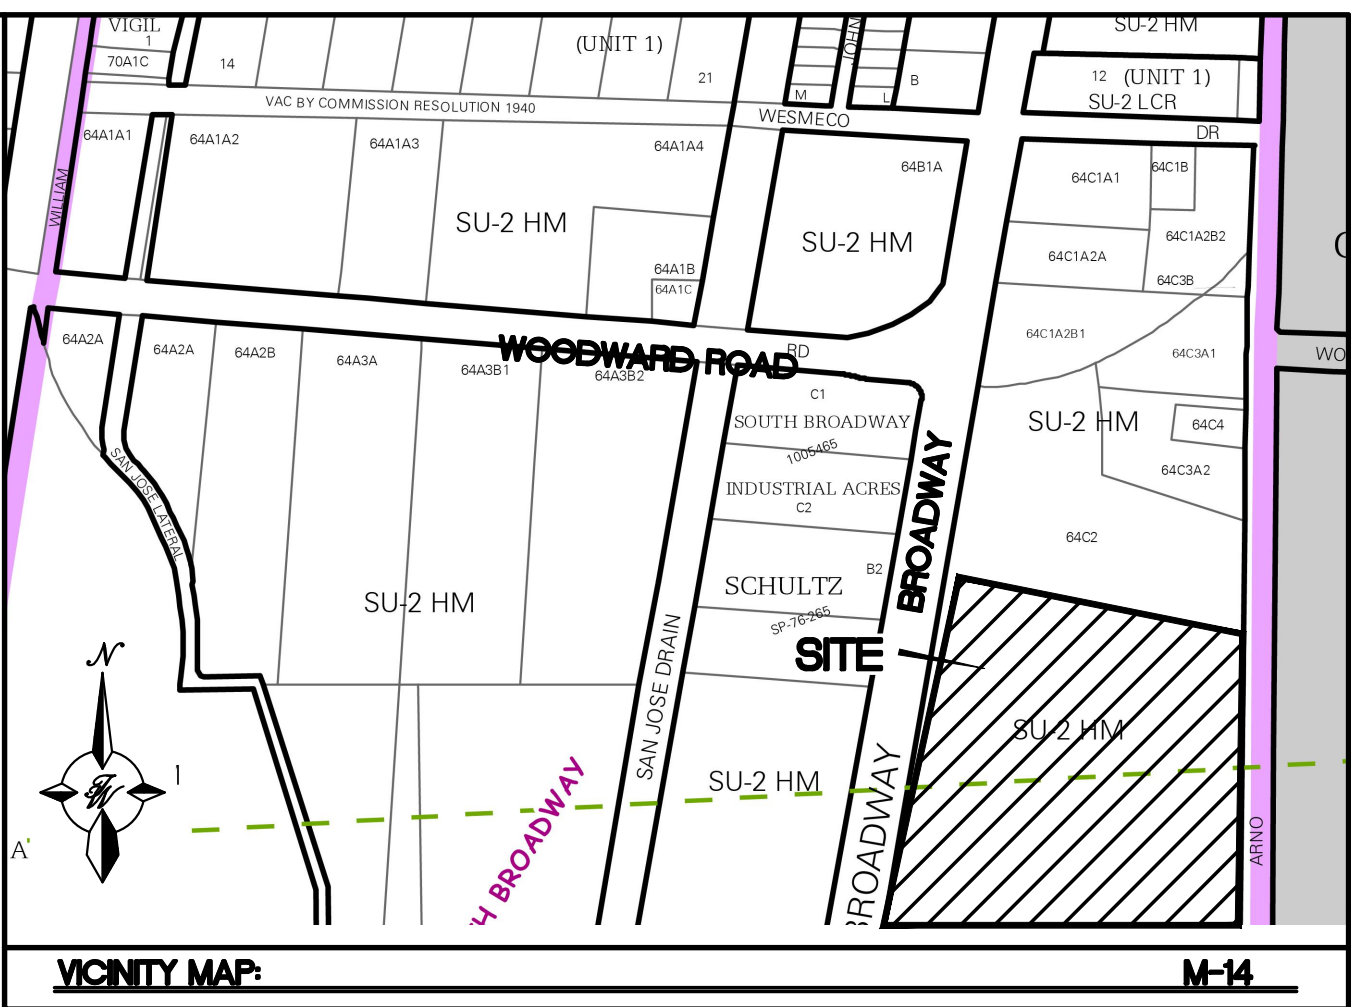 VIGIL
1
70A1C
14
(UNIT 1)
21
M
L
B
SU-2 HM
12 (UNIT 1)
SU-2 LCR
VAC BY COMMISSION RESOLUTION 1940
WESMECO
DR
64A1A1
64A1A2
64A1A3
64A1A4
64B1A
64C1A1
64C1B
WILLIAM
SU-2 HM
SU-2 HM
64C1A2B2
64C1A2A
64A1B
64C3B
64A1C
64A2A
64A2A
64A2B
64A3A
64A3B1
64A3B2
WOODWARD ROAD
RD
64C1A2B1
64C3A1
WO
C1
SOUTH BROADWAY
1005465
SU-2 HM
64C4
64C3A2
SAN JOSE LATERAL
INDUSTRIAL ACRES
C2
BROADWAY
64C2
B2
SCHULTZ
SP-76-265
SU-2 HM
SITE
N
SAN JOSE DRAIN
SU-2 HM
SU-2 HM
1
A
H BROADWAY
BROADWAY
ARNO
VICINITY MAP:
M-14